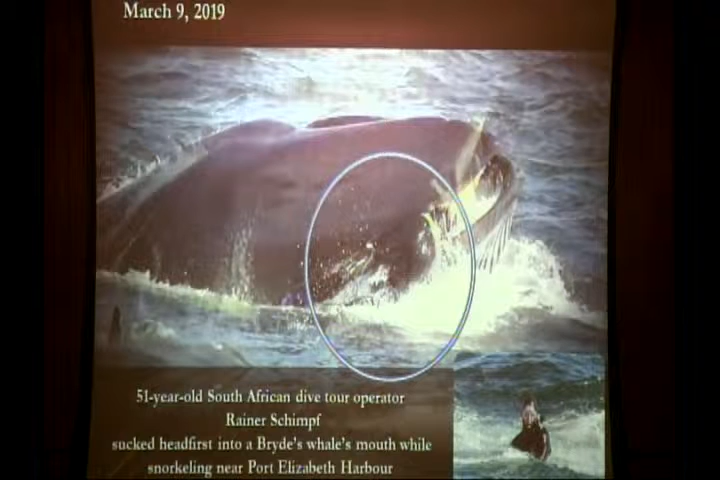 March 9, 2019
51-year-old South African dive tour operator
Rainer Schimpf
sucked headfirst into a Bryde's whale's mouth while
snorkeling near Port Elizabeth Harbour